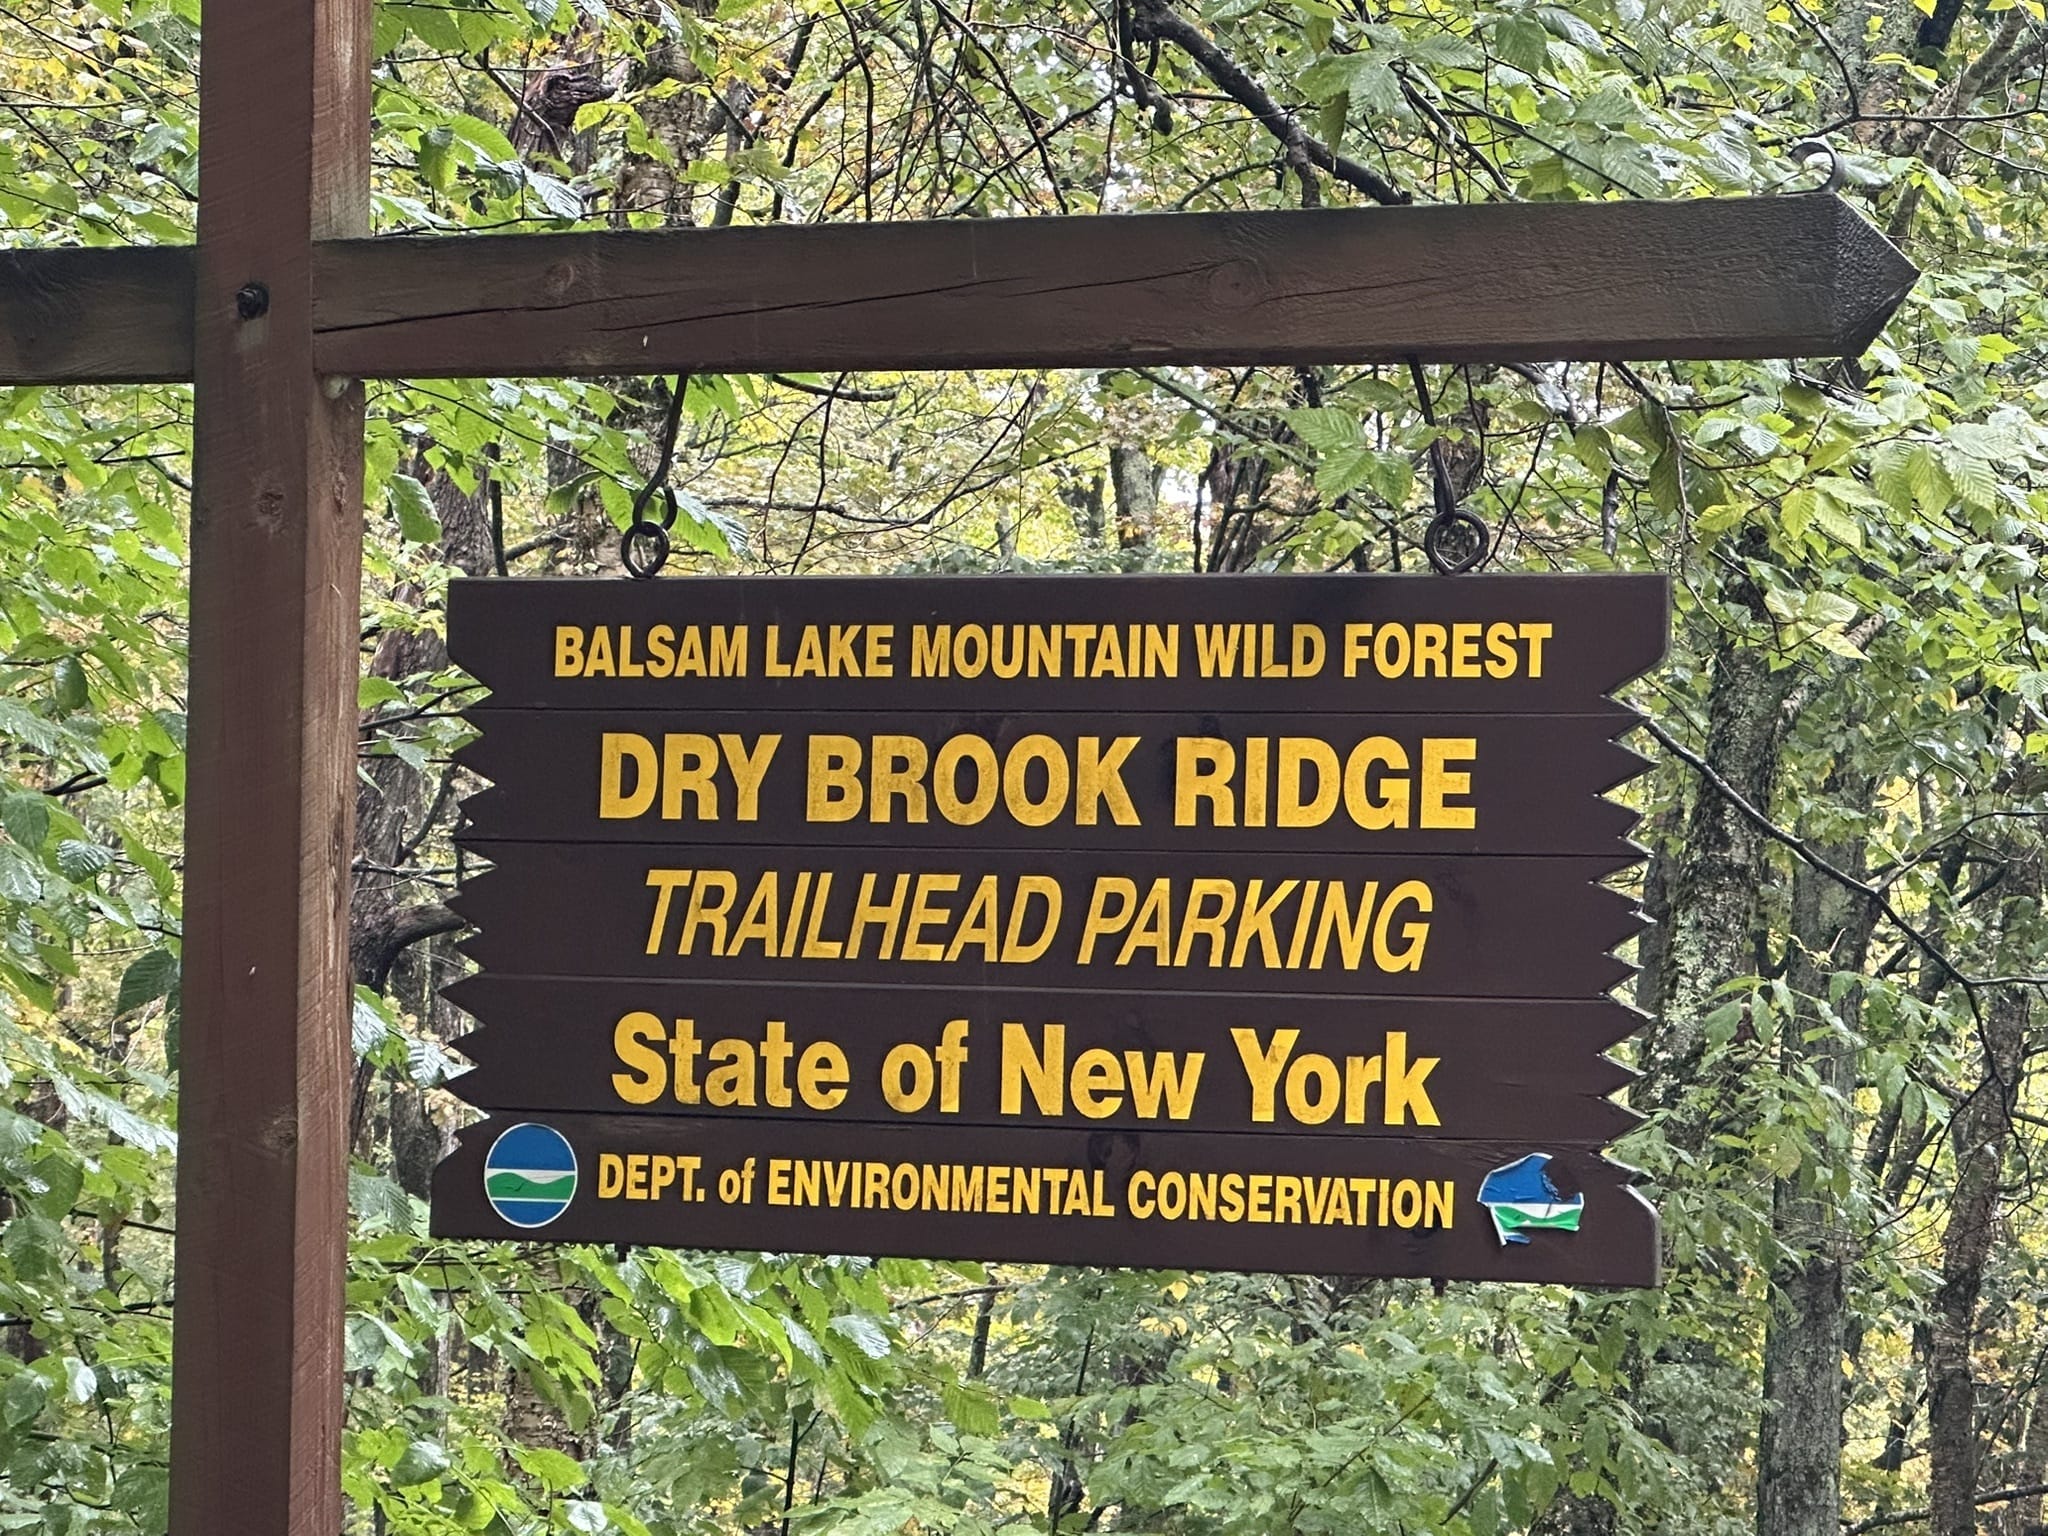 BALSAM LAKE MOUNTAIN WILD FOREST
DRY BROOK RIDGE
TRAILHEAD PARKING
State of New York
DEPT. of ENVIRONMENTAL CONSERVATION